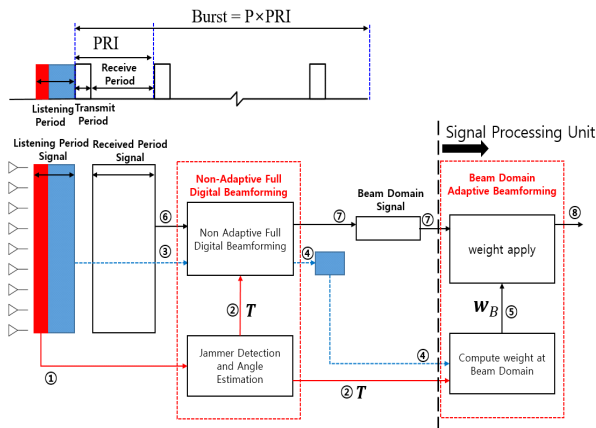 Burst = P×PRI
PRI
Receive
Period
Listening
Period
Transmit
Period
Signal Processing Unit
Listening Period
Signal
Received Period
Signal
Non-Adaptive Full
Digital Beamforming
Beam Domain
Signal
Beam Domain
Adaptive Beamforming
⑥
Non Adaptive Full
Digital Beamforming
⑦
⑦
weight apply
⑧
③
④
② T
w_B ⑤
Jammer Detection
and Angle
Estimation
④
Compute weight at
Beam Domain
①
② T